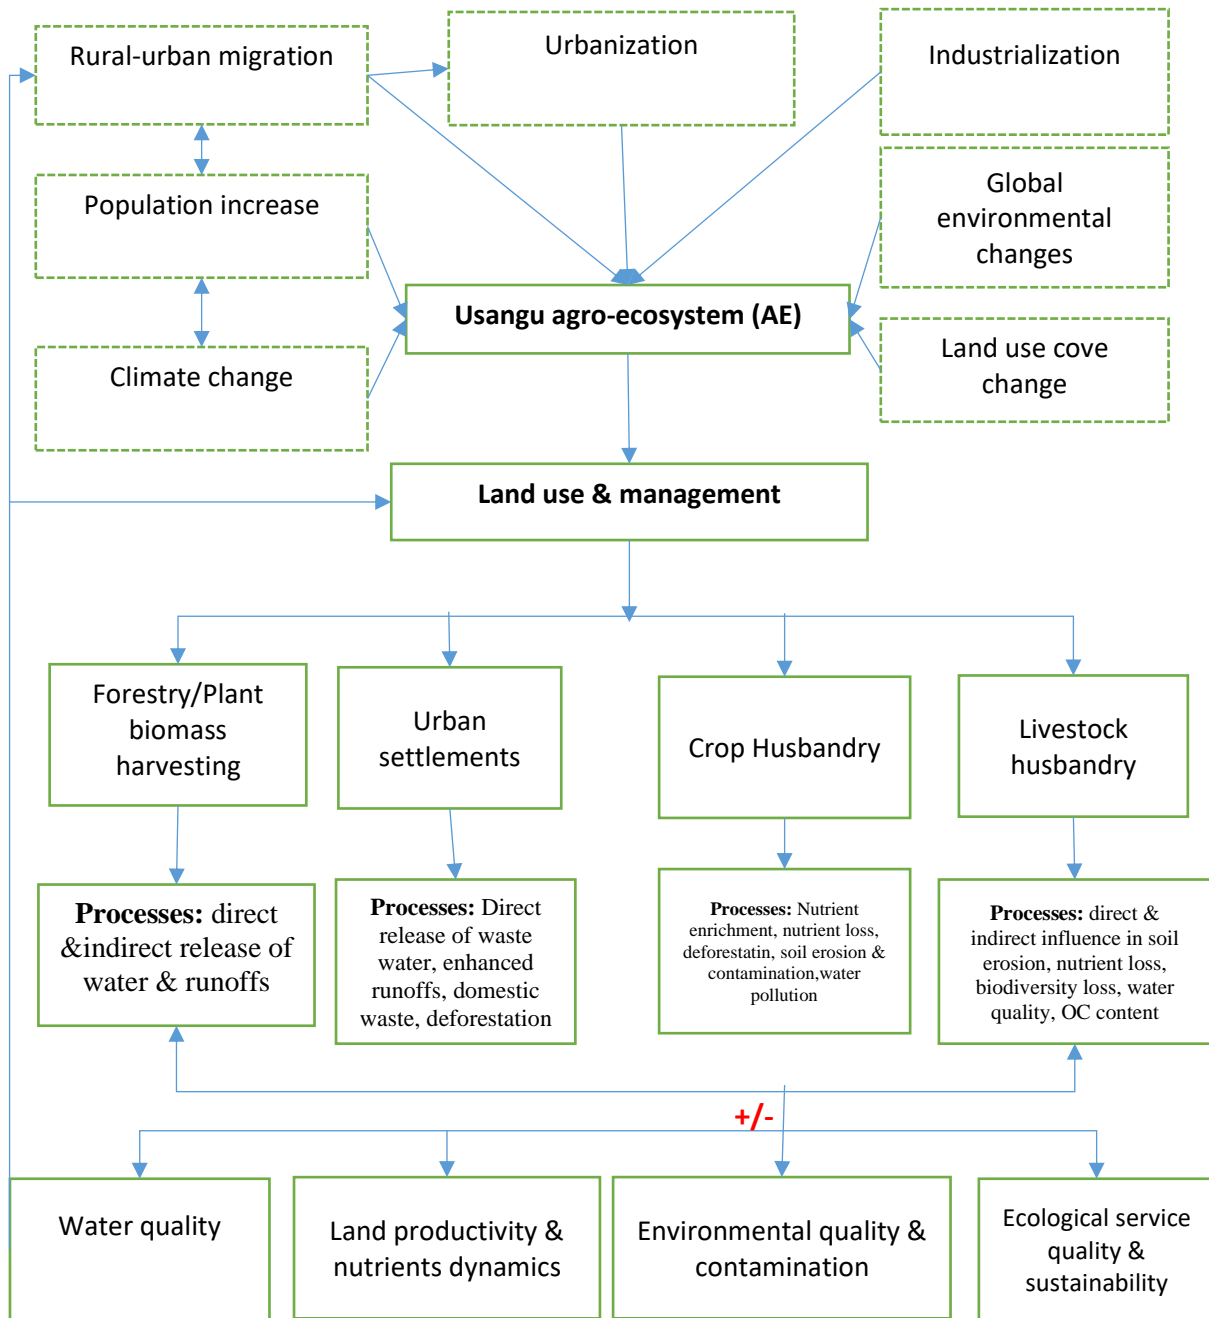 Rural-urban migration
Urbanization
Industrialization
Population increase
Global
environmental
changes
Usangu agro-ecosystem (AE)
Climate change
Land use cove
change
Land use & management
Forestry/Plant
biomass
harvesting
Urban
settlements
Crop Husbandry
Livestock
husbandry
Processes: direct
&indirect release of
water & runoffs
Processes: Direct
release of waste
water, enhanced
runoffs, domestic
waste, deforestation
Processes: Nutrient
enrichment, nutrient loss,
deforestatin, soil erosion &
contamination,water
pollution
Processes: direct &
indirect influence in soil
erosion, nutrient loss,
biodiversity loss, water
quality, OC content
+/-
Water quality
Land productivity &
nutrients dynamics
Environmental quality &
contamination
Ecological service
quality &
sustainability